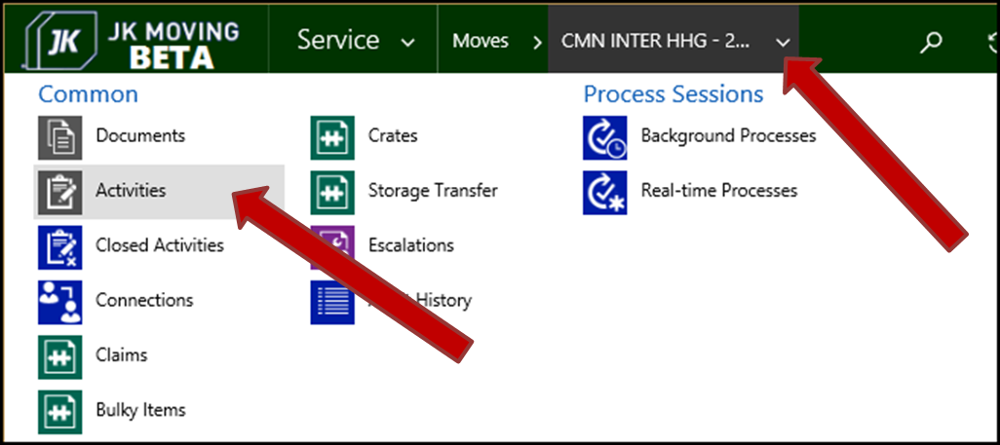 JK
JK MOVING
BETA
Service
Moves
CMN INTER HHG - 2...
Common
Process Sessions
Documents
Crates
Background Processes
Activities
Storage Transfer
Real-time Processes
Closed Activities
Escalations
Connections
History
Claims
Bulky Items